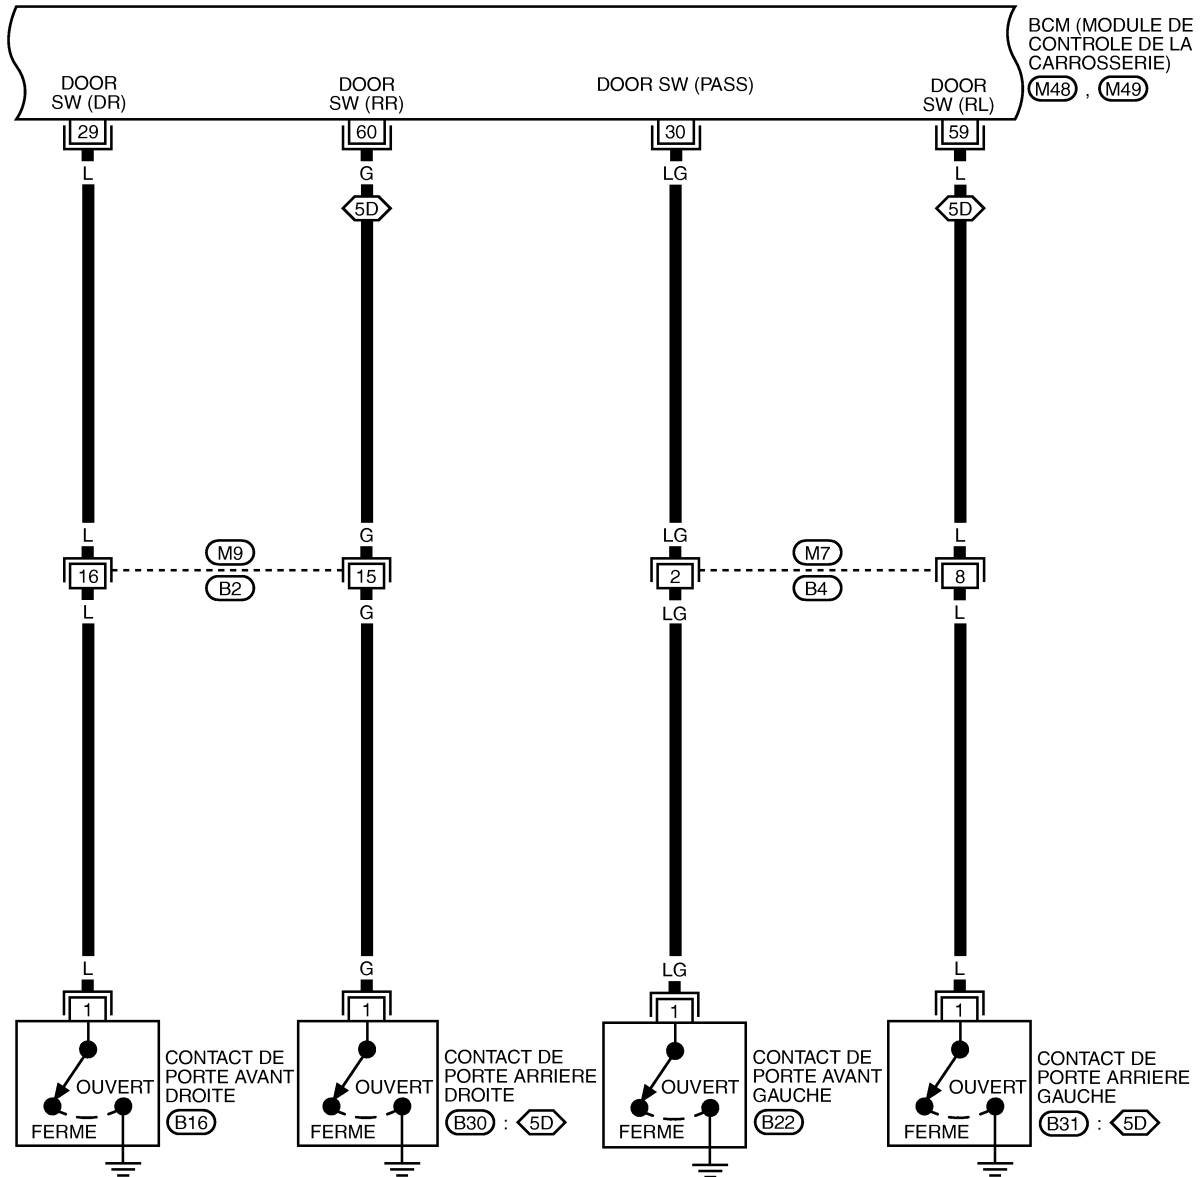 BCM (MODULE DE
CONTROLE DE LA
CARROSSERIE)
M48 , M49
DOOR
SW (DR)
DOOR
SW (RR)
DOOR SW (PASS)
DOOR
SW (RL)
29
60
30
59
L
G
LG
L
5D
5D
L
G
LG
L
M9
M7
16
15
2
8
B2
B4
L
G
LG
L
L
G
LG
L
1
1
1
1
OUVERT
FERME
CONTACT DE
PORTE AVANT
DROITE
B16
OUVERT
FERME
CONTACT DE
PORTE ARRIERE
DROITE
B30 : 5D
OUVERT
FERME
CONTACT DE
PORTE AVANT
GAUCHE
B22
OUVERT
FERME
CONTACT DE
PORTE ARRIERE
GAUCHE
B31 : 5D